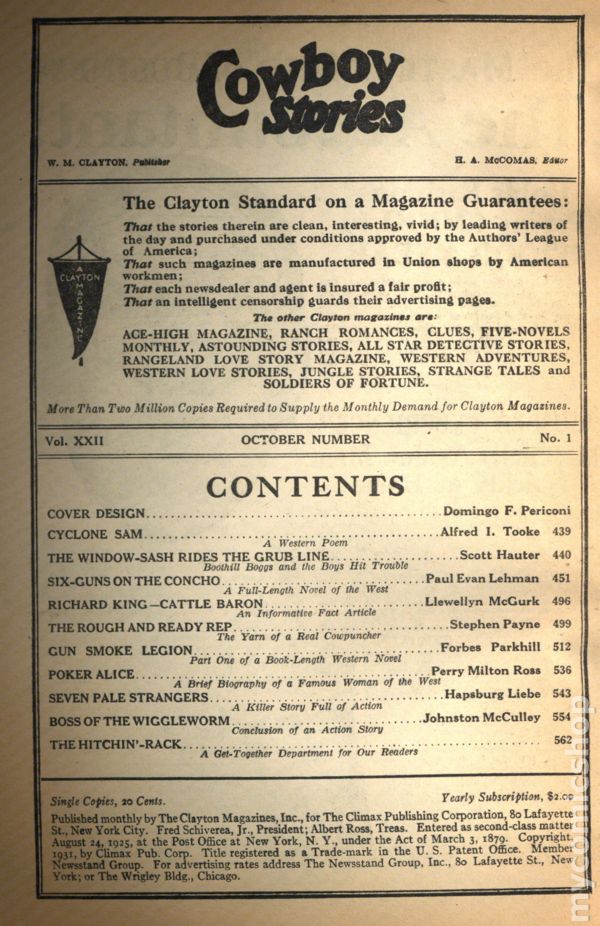 Cowboy
Stories
W. M. CLAYTON, Publisher
H. A. McCOMAS, Editor
The Clayton Standard on a Magazine Guarantees:
That the stories therein are clean, interesting, vivid; by leading writers of
the day and purchased under conditions approved by the Authors' League
of America;
That such magazines are manufactured in Union shops by American
workmen;
That each newsdealer and agent is insured a fair profit;
That an intelligent censorship guards their advertising pages.
A
CLAYTON
MAGAZINE
The other Clayton magazines are:
ACE-HIGH MAGAZINE, RANCH ROMANCES, CLUES, FIVE-NOVELS
MONTHLY, ASTOUNDING STORIES, ALL STAR DETECTIVE STORIES,
RANGELAND LOVE STORY MAGAZINE, WESTERN ADVENTURES,
WESTERN LOVE STORIES, JUNGLE STORIES, STRANGE TALES and
SOLDIERS OF FORTUNE.
More Than Two Million Copies Required to Supply the Monthly Demand for Clayton Magazines.
Vol. XXII OCTOBER NUMBER No. 1
CONTENTS
COVER DESIGN Domingo F. Periconi
CYCLONE SAM Alfred I. Tooke 439
A Western Poem
THE WINDOW-SASH RIDES THE GRUB LINE Scott Hauter 440
Boothill Boggs and the Boys Hit Trouble
SIX-GUNS ON THE CONCHO Paul Evan Lehman 451
A Full-Length Novel of the West
RICHARD KING—CATTLE BARON Llewellyn McGurk 496
An Informative Fact Article
THE ROUGH AND READY REP Stephen Payne 499
The Yarn of a Real Cowpuncher
GUN SMOKE LEGION Forbes Parkhill 512
Part One of a Book-Length Western Novel
POKER ALICE Perry Milton Ross 536
A Brief Biography of a Famous Woman of the West
SEVEN PALE STRANGERS Hapsburg Liebe 543
A Killer Story Full of Action
BOSS OF THE WIGGLEWORM Johnston McCulley 554
Conclusion of an Action Story
THE HITCHIN'-RACK 562
A Get-Together Department for Our Readers
Single Copies, 20 Cents. Yearly Subscription, $2.00
Published monthly by The Clayton Magazines, Inc., for The Climax Publishing Corporation, 80 Lafayette
St., New York City. Fred Schiverea, Jr., President; Albert Ross, Treas. Entered as second-class matter
August 24, 1925, at the Post Office at New York, N. Y., under the Act of March 3, 1879. Copyright,
1931, by Climax Pub. Corp. Title registered as a Trade-mark in the U. S. Patent Office. Member
Newsstand Group. For advertising rates address The Newsstand Group, Inc., 80 Lafayette St., New
York; or The Wrigley Bldg., Chicago.
mycomicshop